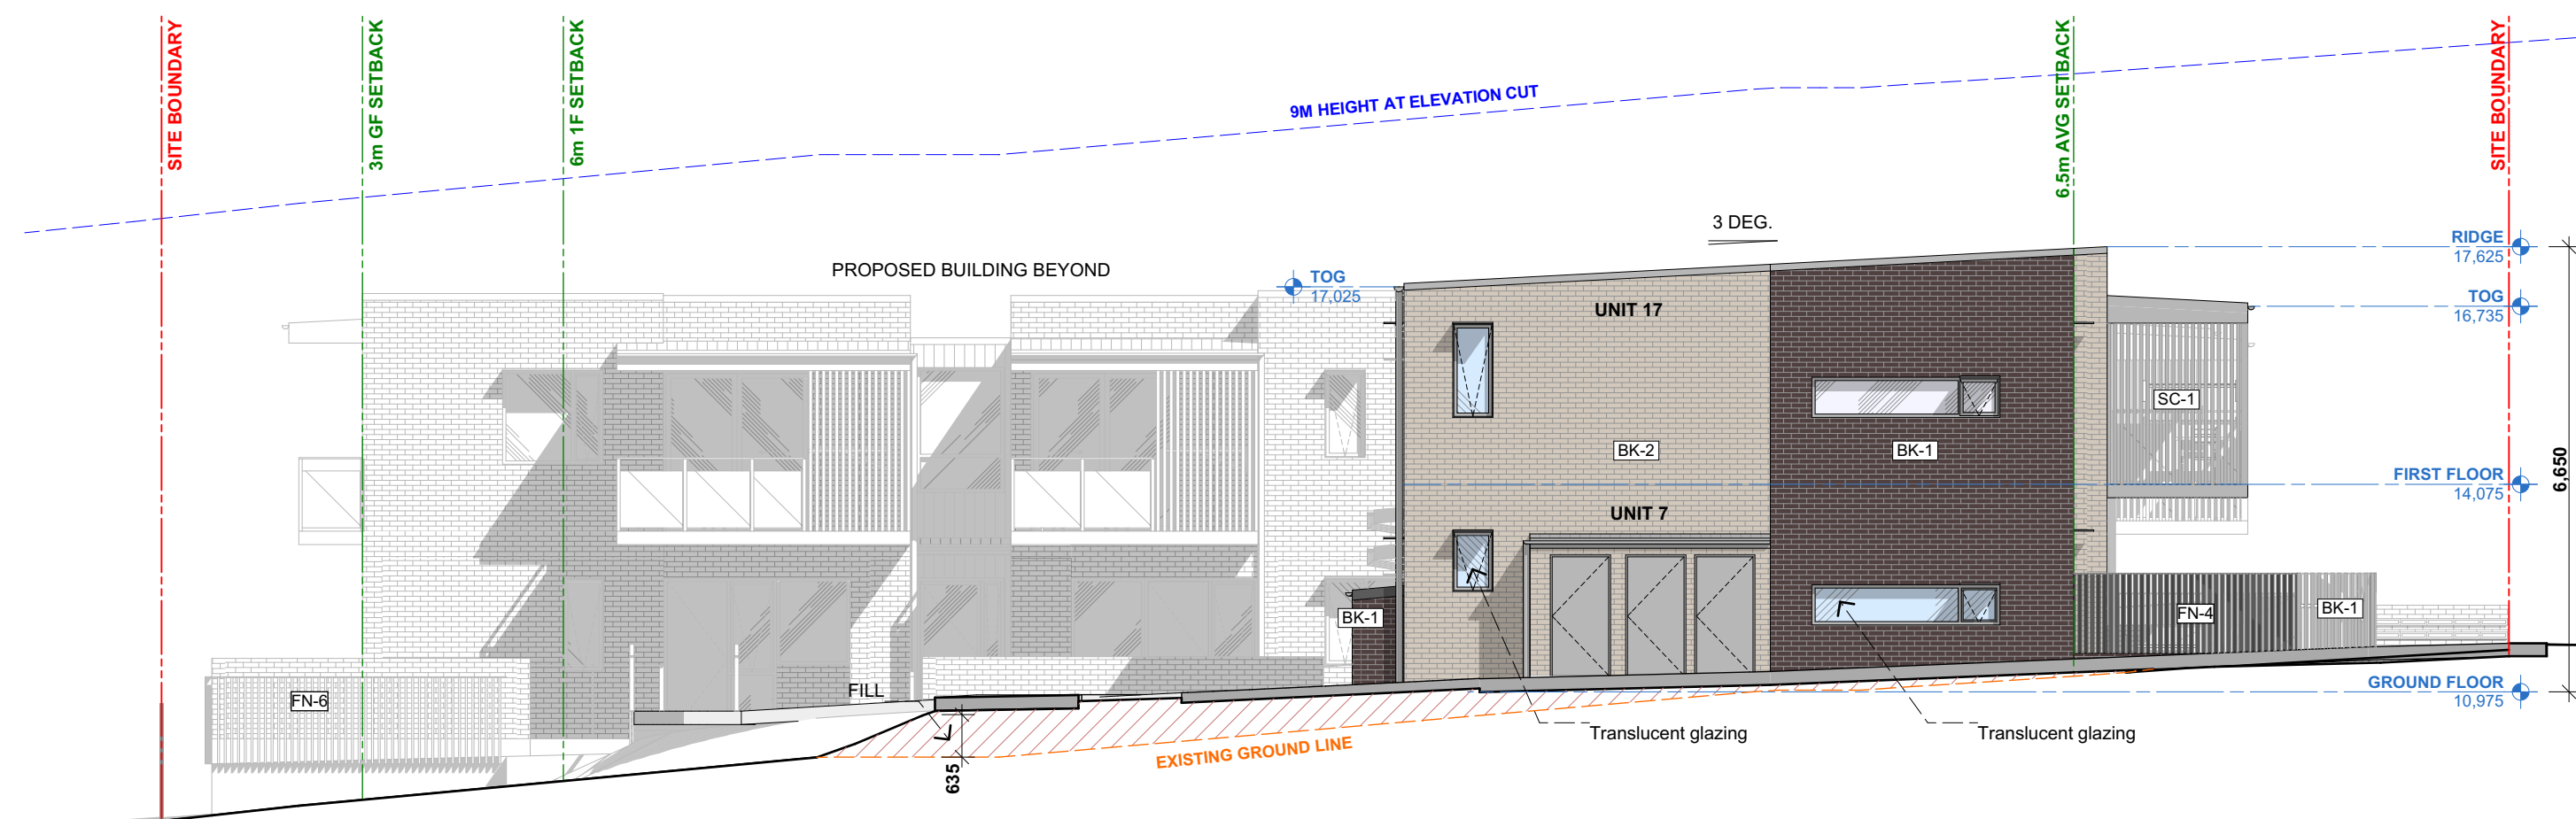 SITE BOUNDARY
3m GF SETBACK
6m 1F SETBACK
9M HEIGHT AT ELEVATION CUT
6.5m AVG SETBACK
SITE BOUNDARY
3 DEG.
RIDGE
17,625
PROPOSED BUILDING BEYOND
TOG
17,025
TOG
16,735
UNIT 17
SC-1
BK-2
BK-1
FIRST FLOOR
14,075
6,650
UNIT 7
BK-1
FN-4
BK-1
FN-6
FILL
GROUND FLOOR
10,975
Translucent glazing
Translucent glazing
EXISTING GROUND LINE
635